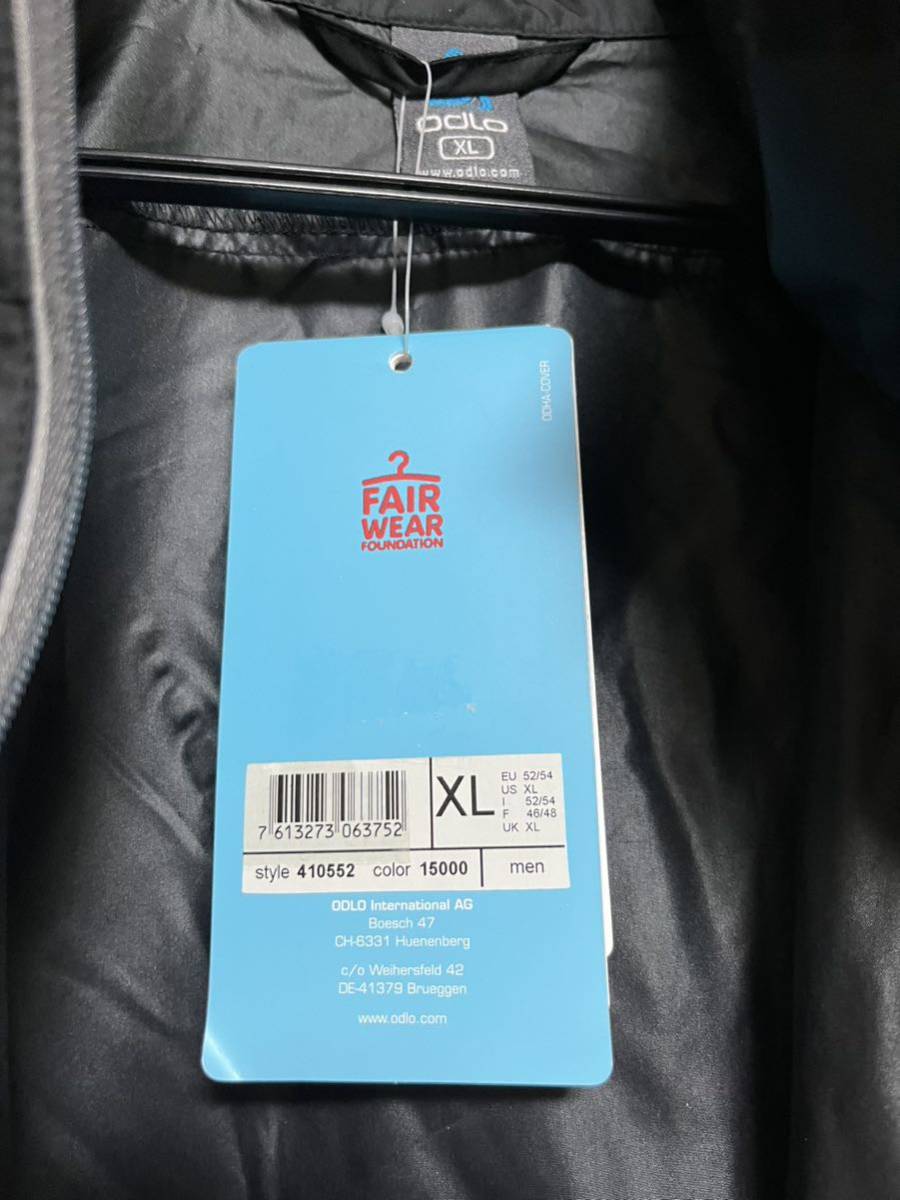 odlo
XL
www.odlo.com
ODHA COVER
FAIR
WEAR
FOUNDATION
7 613273 063752
XL
EU 52/54
US XL
I 52/54
F 46/48
UK XL
style 410552 color 15000 men
ODLO International AG
Boesch 47
CH-6331 Huenenberg
c/o Weihersfeld 42
DE-41379 Brueggen
www.odlo.com